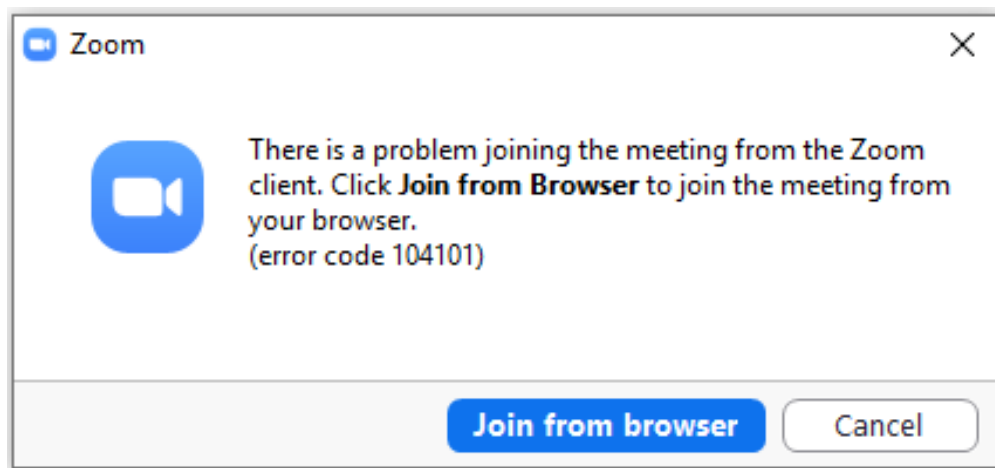 Zoom
There is a problem joining the meeting from the Zoom
client. Click Join from Browser to join the meeting from
your browser.
(error code 104101)
Join from browser
Cancel